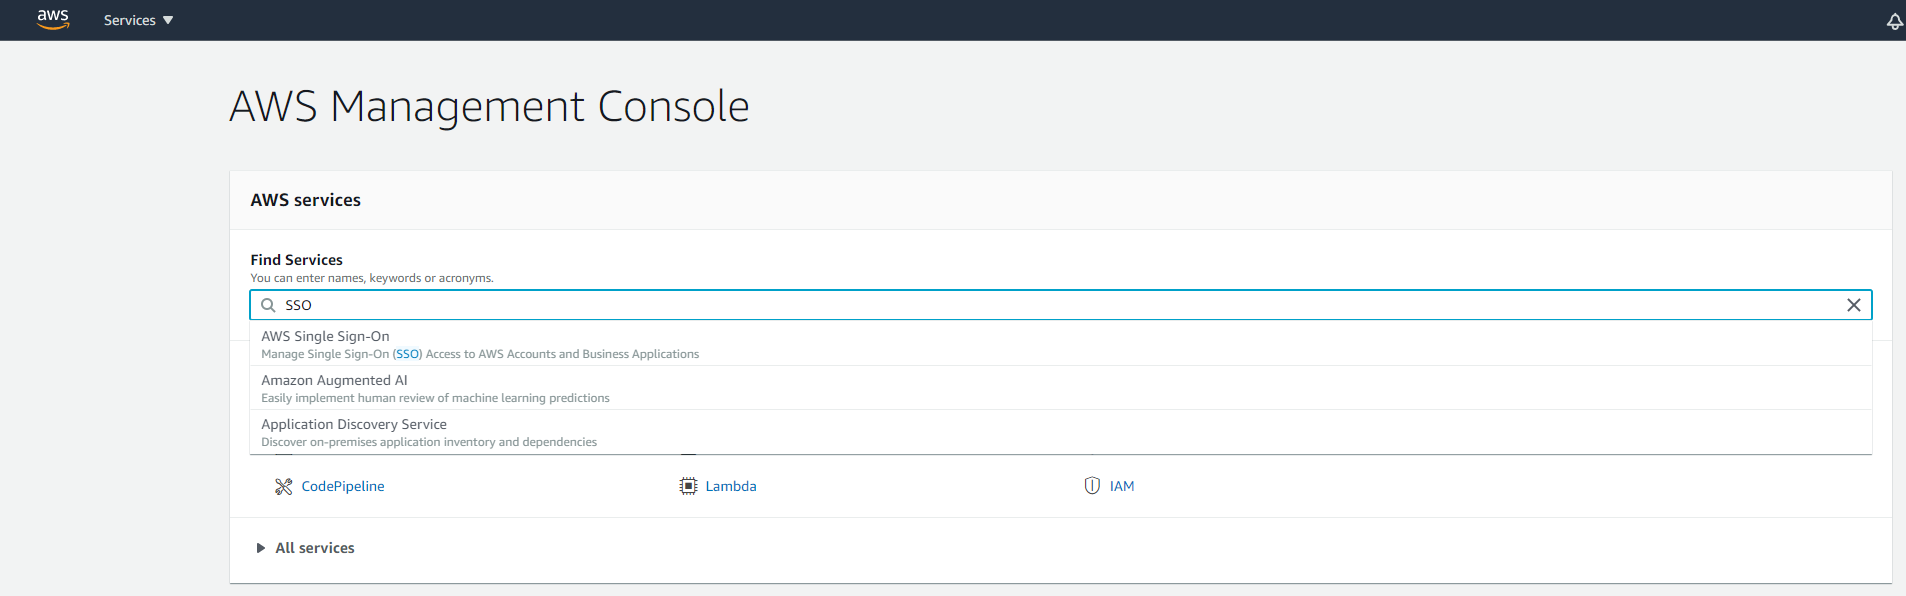 aws Services
AWS Management Console
AWS services
Find Services
You can enter names, keywords or acronyms.
SSO
AWS Single Sign-On
Manage Single Sign-On (SSO) Access to AWS Accounts and Business Applications
Amazon Augmented AI
Easily implement human review of machine learning predictions
Application Discovery Service
Discover on-premises application inventory and dependencies
CodePipeline Lambda IAM
All services